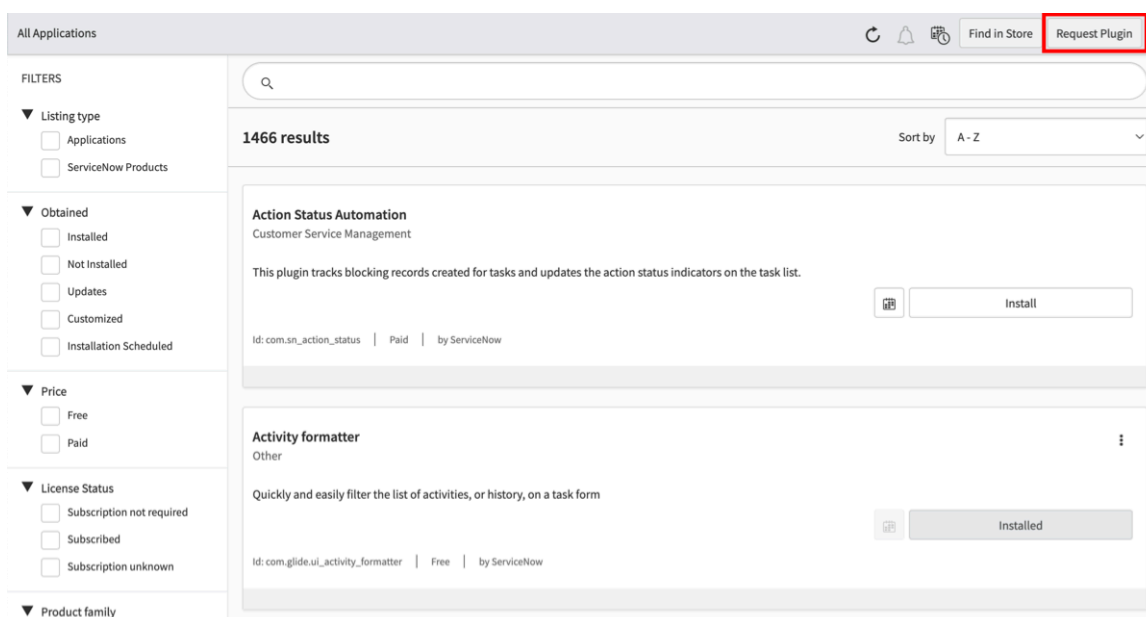 All Applications
Find in Store
Request Plugin
FILTERS
Listing type
Applications
ServiceNow Products
Obtained
Installed
Not Installed
Updates
Customized
Installation Scheduled
Price
Free
Paid
License Status
Subscription not required
Subscribed
Subscription unknown
Product family
1466 results
Sort by
A - Z
Action Status Automation
Customer Service Management
This plugin tracks blocking records created for tasks and updates the action status indicators on the task list.
Install
Id: com.sn_action_status | Paid | by ServiceNow
Activity formatter
Other
Quickly and easily filter the list of activities, or history, on a task form
Installed
Id: com.glide.ui_activity_formatter | Free | by ServiceNow